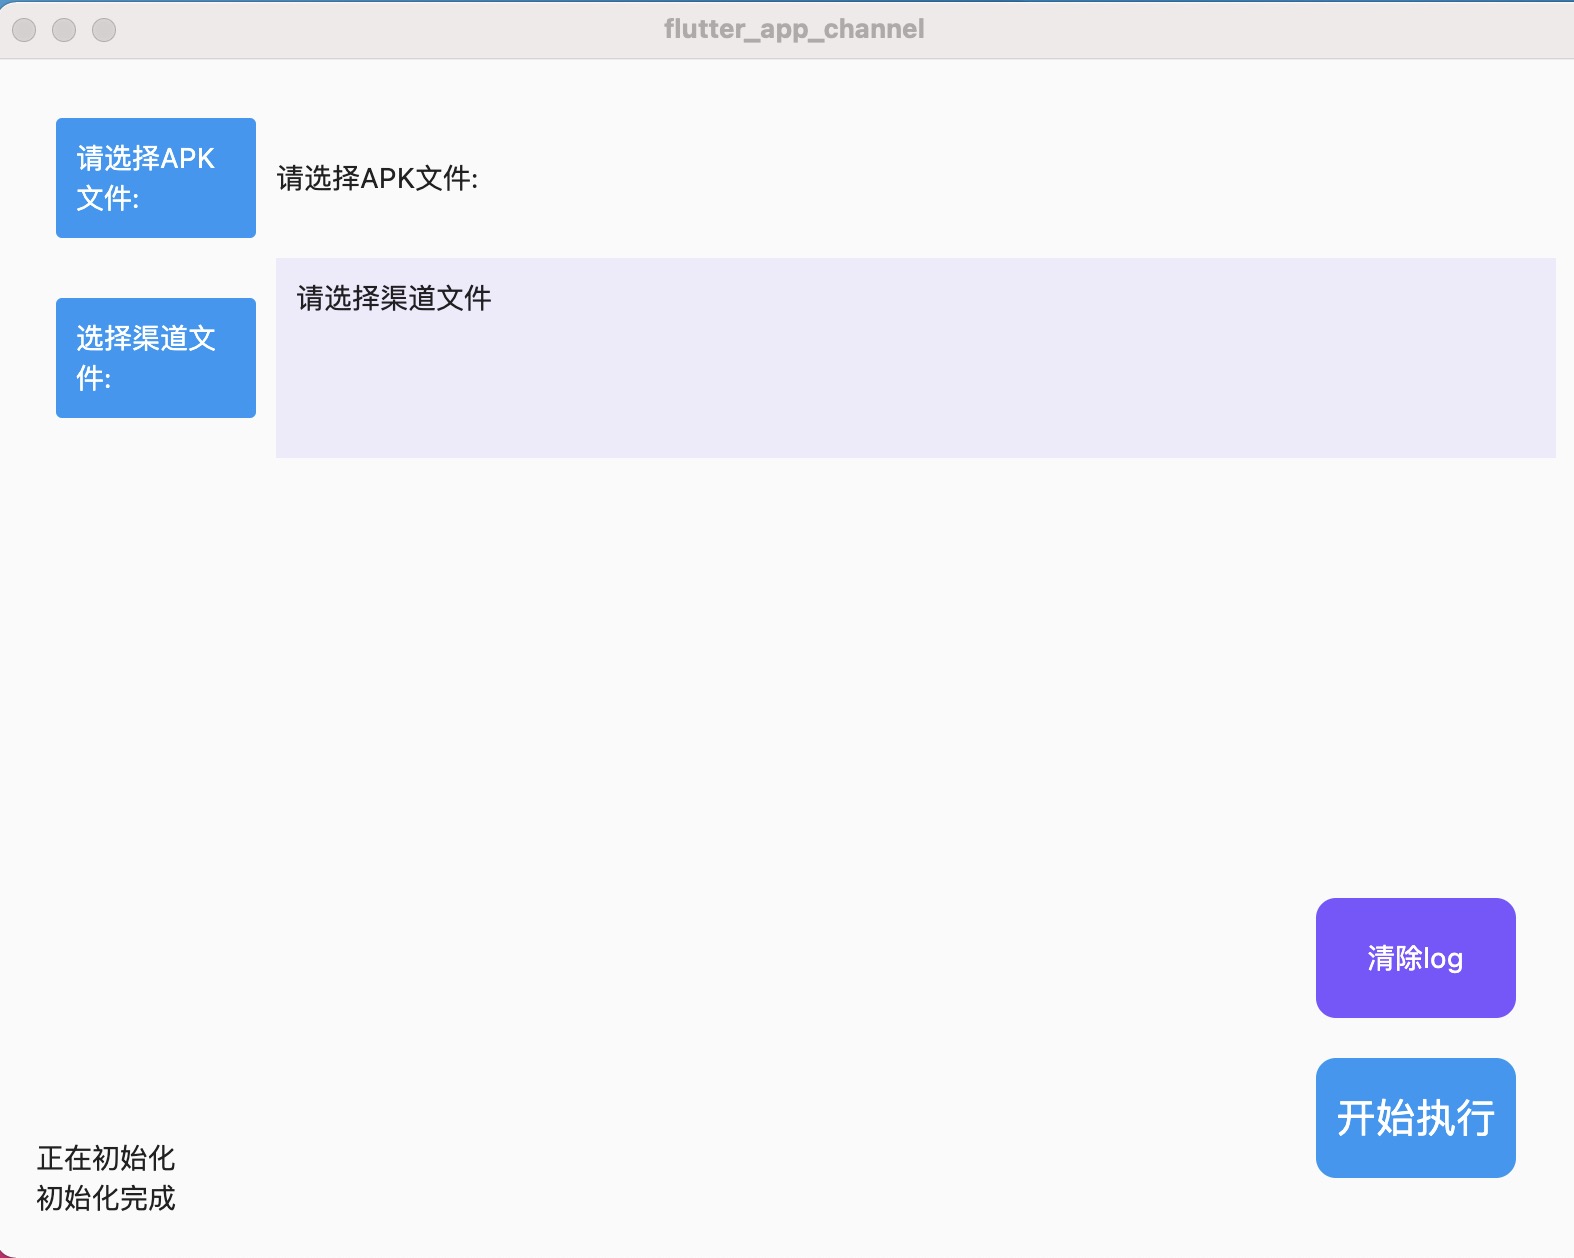 flutter_app_channel
请选择APK
文件:
请选择APK文件:
选择渠道文
件:
请选择渠道文件
清除log
开始执行
正在初始化
初始化完成